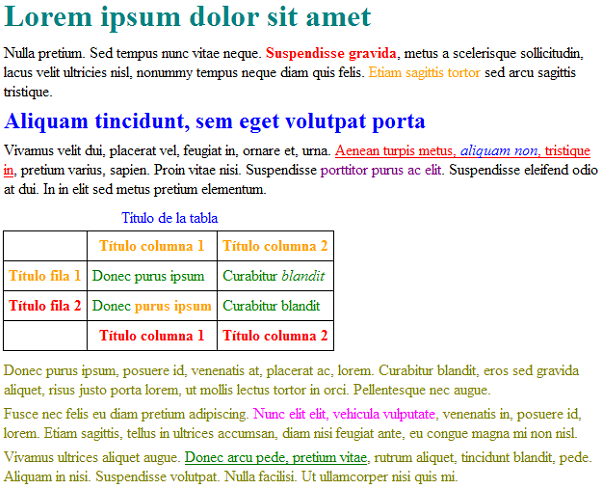 Lorem ipsum dolor sit amet
Nulla pretium. Sed tempus nunc vitae neque. Suspendisse gravida, metus a scelerisque sollicitudin,
lacus velit ultricies nisl, nonummy tempus neque diam quis felis. Etiam sagittis tortor sed arcu sagittis
tristique.
Aliquam tincidunt, sem eget volutpat porta
Vivamus velit dui, placerat vel, feugiat in, ornare et, urna. Aenean turpis metus, aliquam non, tristique
in, pretium varius, sapien. Proin vitae nisi. Suspendisse porttitor purus ac elit. Suspendisse eleifend odio
at dui. In in elit sed metus pretium elementum.
Título de la tabla
Título columna 1 Título columna 2
Título fila 1 Donec purus ipsum Curabitur blandit
Título fila 2 Donec purus ipsum Curabitur blandit
Título columna 1 Título columna 2
Donec purus ipsum, posuere id, venenatis at, placerat ac, lorem. Curabitur blandit, eros sed gravida
aliquet, risus justo porta lorem, ut mollis lectus tortor in orci. Pellentesque nec augue.
Fusce nec felis eu diam pretium adipiscing. Nunc elit elit, vehicula vulputate, venenatis in, posuere id,
lorem. Etiam sagittis, tellus in ultrices accumsan, diam nisi feugiat ante, eu congue magna mi non nisl.
Vivamus ultrices aliquet augue. Donec arcu pede, pretium vitae, rutrum aliquet, tincidunt blandit, pede.
Aliquam in nisi. Suspendisse volutpat. Nulla facilisi. Ut ullamcorper nisi quis mi.